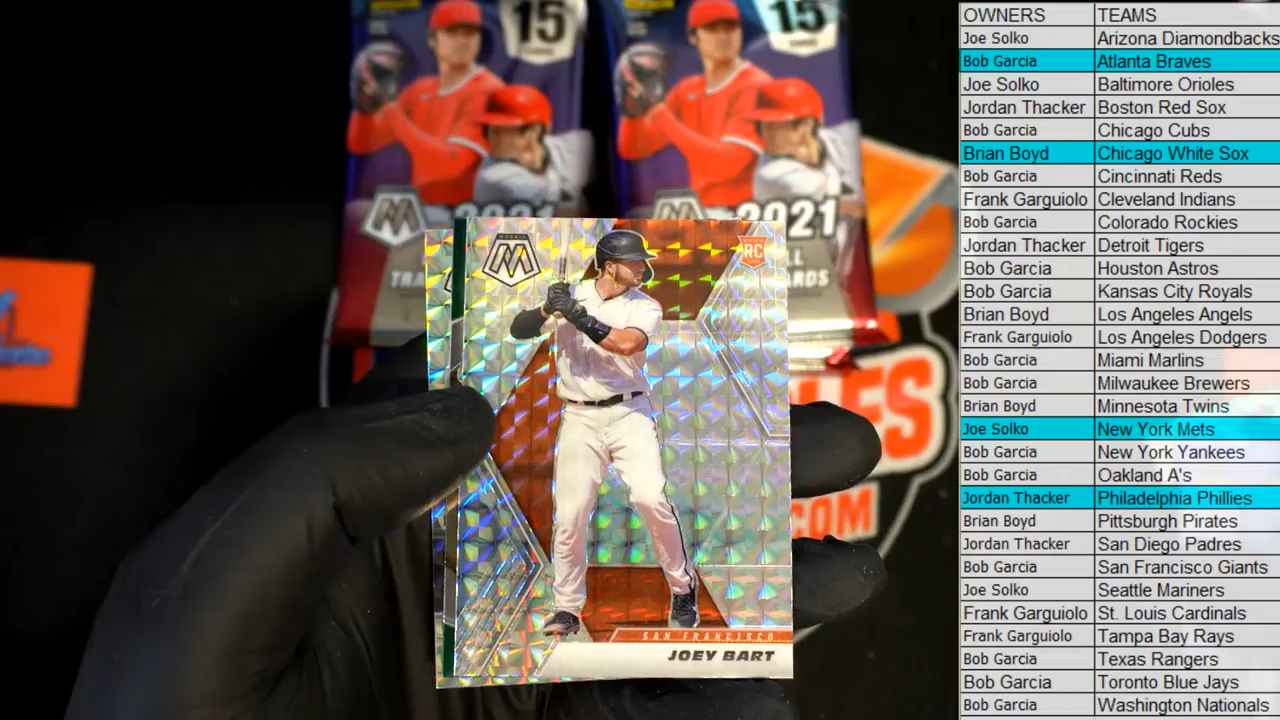 15
15
2021
2021
RC
SAN FRANCISCO
JOEY BART
.COM
OWNERS TEAMS
Joe Solko Arizona Diamondbacks
Bob Garcia Atlanta Braves
Joe Solko Baltimore Orioles
Jordan Thacker Boston Red Sox
Bob Garcia Chicago Cubs
Brian Boyd Chicago White Sox
Bob Garcia Cincinnati Reds
Frank Garguiolo Cleveland Indians
Bob Garcia Colorado Rockies
Jordan Thacker Detroit Tigers
Bob Garcia Houston Astros
Bob Garcia Kansas City Royals
Brian Boyd Los Angeles Angels
Frank Garguiolo Los Angeles Dodgers
Bob Garcia Miami Marlins
Bob Garcia Milwaukee Brewers
Brian Boyd Minnesota Twins
Joe Solko New York Mets
Bob Garcia New York Yankees
Bob Garcia Oakland A's
Jordan Thacker Philadelphia Phillies
Brian Boyd Pittsburgh Pirates
Jordan Thacker San Diego Padres
Bob Garcia San Francisco Giants
Joe Solko Seattle Mariners
Frank Garguiolo St. Louis Cardinals
Frank Garguiolo Tampa Bay Rays
Bob Garcia Texas Rangers
Bob Garcia Toronto Blue Jays
Bob Garcia Washington Nationals